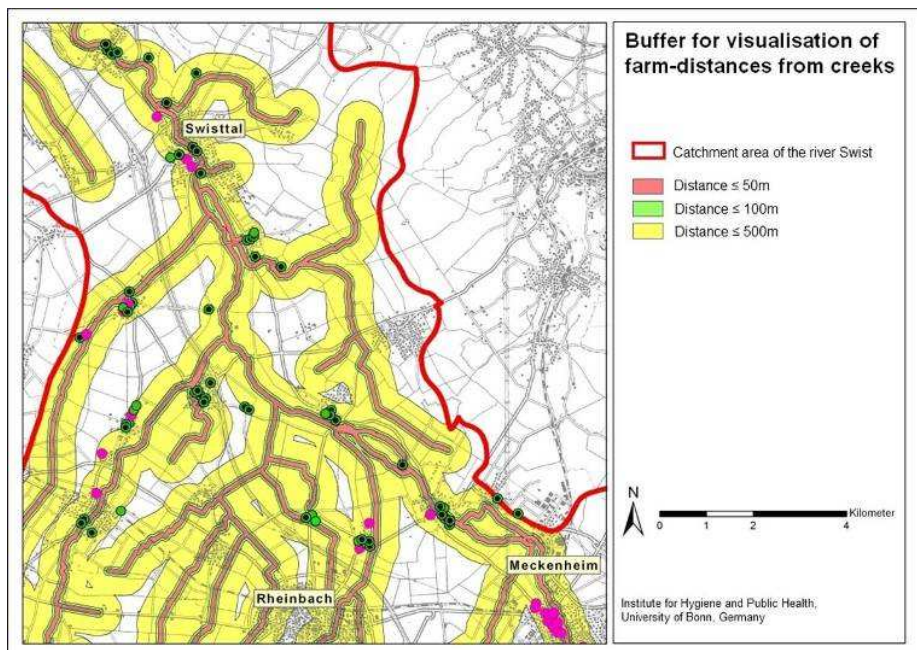 Buffer for visualisation of
farm-distances from creeks
Swisttal
Catchment area of the river Swist
Distance ≤ 50m
Distance ≤ 100m
Distance ≤ 500m
N
Kilometer
0 1 2 4
Meckenheim
Rheinbach
Institute for Hygiene and Public Health,
University of Bonn, Germany